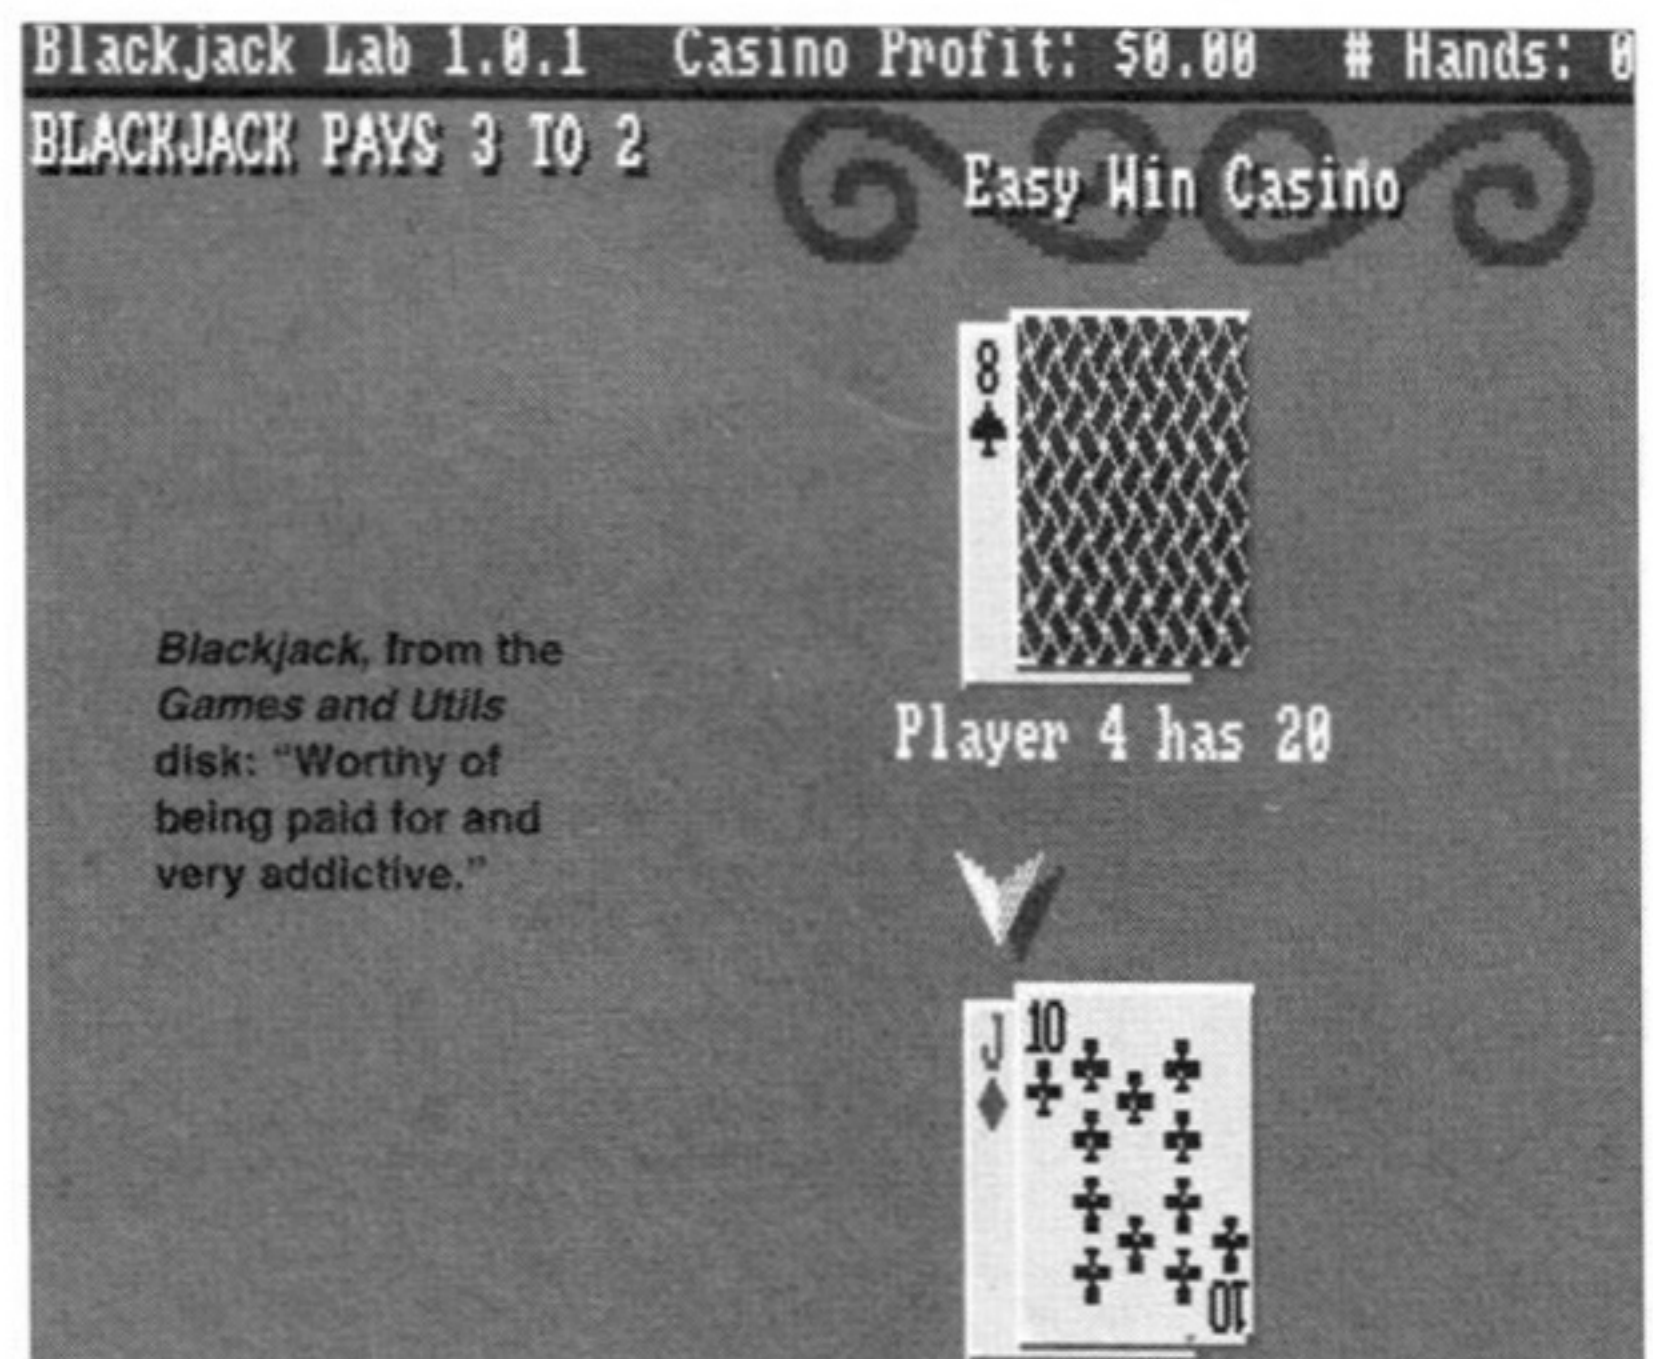 Blackjack Lab 1.0.1 Casino Profit: $0.00 # Hands: 0
BLACKJACK PAYS 3 TO 2
Easy Win Casino
8
Player 4 has 20
Blackjack, from the
Games and Utils
disk: “Worthy of
being paid for and
very addictive.”
J 10
10